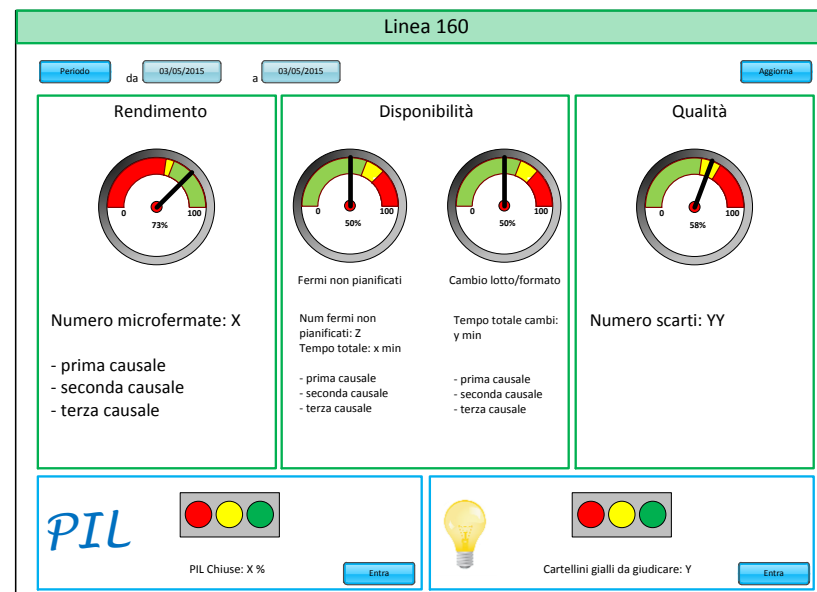 Linea 160
Periodo
da
03/05/2015
a
03/05/2015
Aggiorna
Rendimento
0
100
73%
Numero microfermate: X
- prima causale
- seconda causale
- terza causale
Disponibilità
0
100
50%
Fermi non pianificati
Num fermi non
pianificati: Z
Tempo totale: x min
- prima causale
- seconda causale
- terza causale
0
100
50%
Cambio lotto/formato
Tempo totale cambi:
y min
- prima causale
- seconda causale
- terza causale
Qualità
0
100
58%
Numero scarti: YY
PIL
PIL Chiuse: X %
Entra
Cartellini gialli da giudicare: Y
Entra